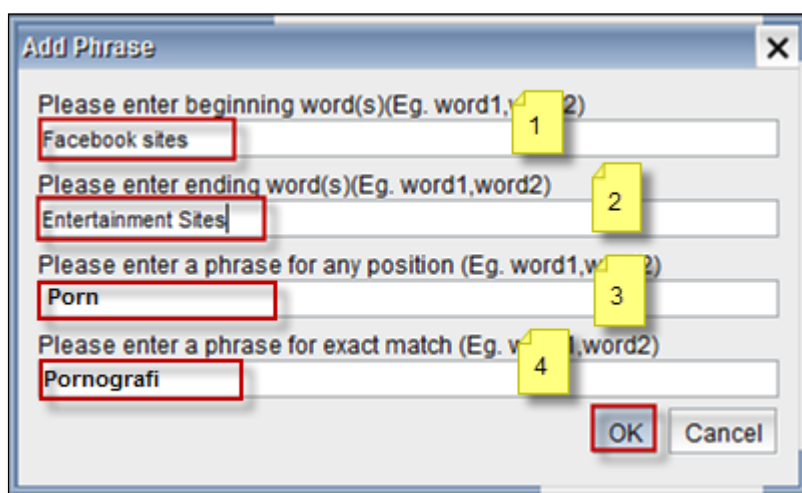 Add Phrase
Please enter beginning word(s)(Eg. word1, 2)
1
Facebook sites
Please enter ending word(s)(Eg. word1,word2)
2
Entertainment Sites
Please enter a phrase for any position (Eg. word1, 2)
3
Porn
Please enter a phrase for exact match (Eg. ,word2)
4
Pornografi
OK Cancel